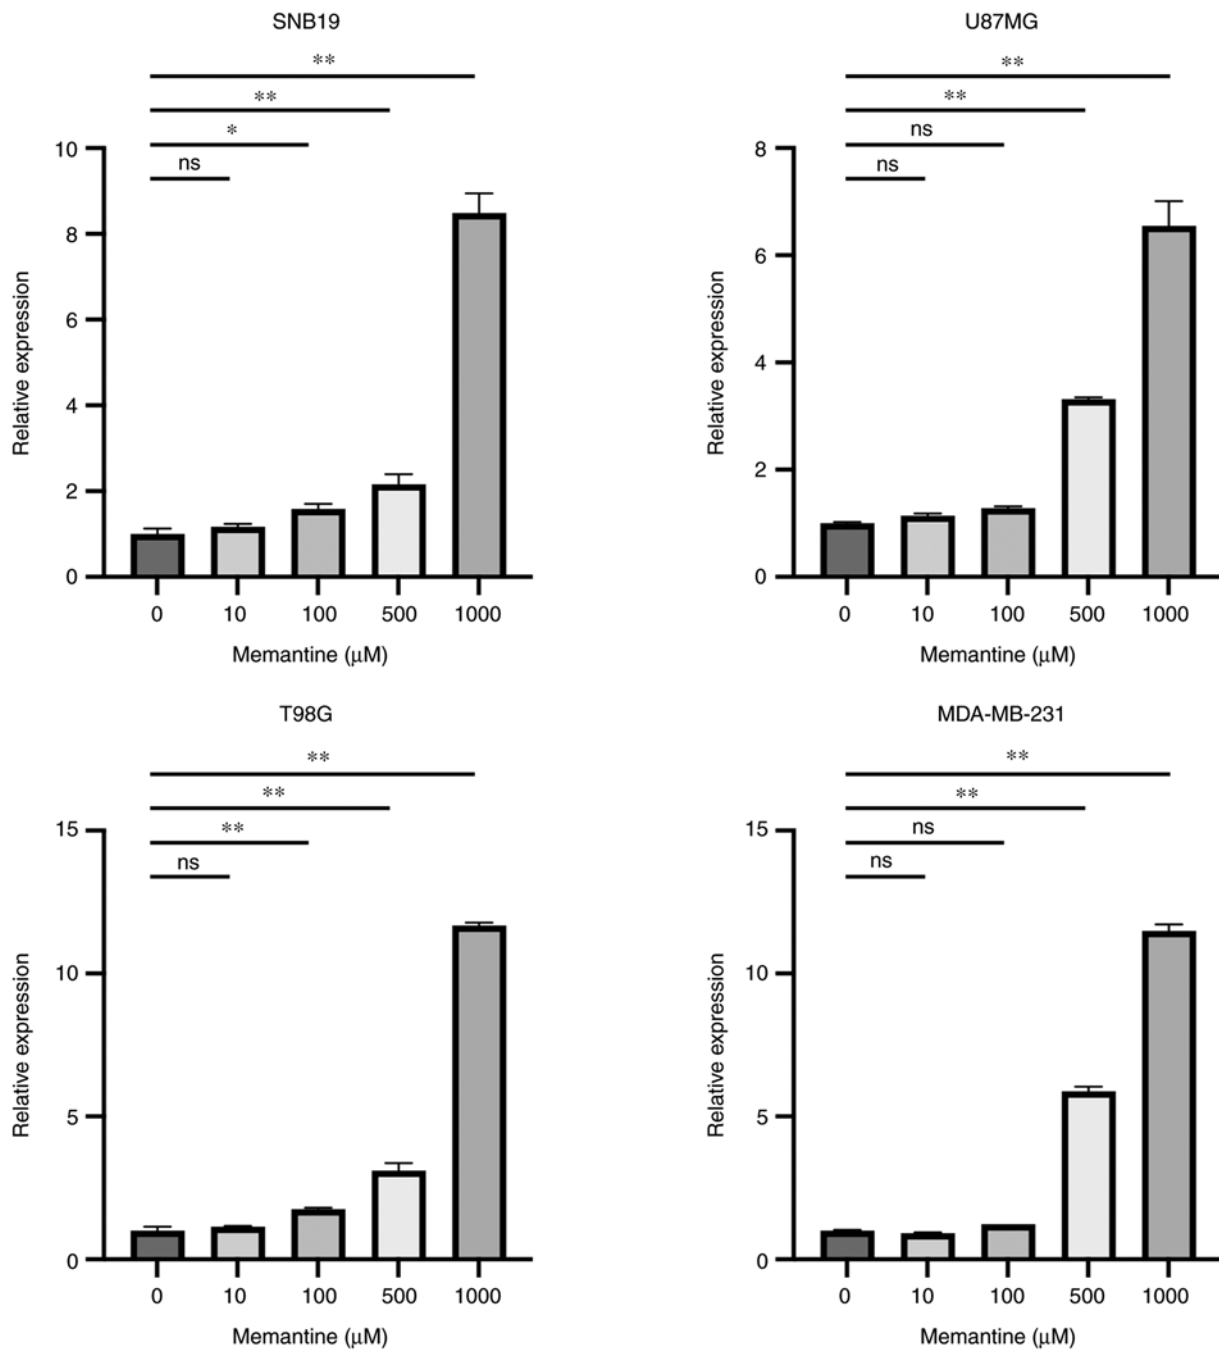 SNB19
**
**
*
ns
10
8
6
4
2
0
Relative expression
0 10 100 500 1000
Memantine (μM)
U87MG
**
**
ns
ns
8
6
4
2
0
Relative expression
0 10 100 500 1000
Memantine (μM)
T98G
**
**
**
ns
15
10
5
0
Relative expression
0 10 100 500 1000
Memantine (μM)
MDA-MB-231
**
**
ns
ns
15
10
5
0
Relative expression
0 10 100 500 1000
Memantine (μM)